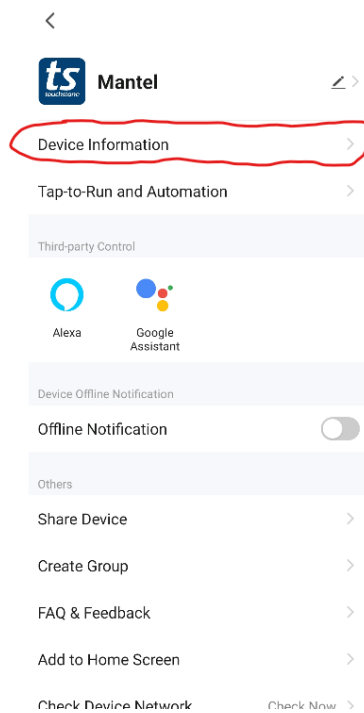 ts
touchstone
Mantel
Device Information
Tap-to-Run and Automation
Third-party Control
Alexa
Google
Assistant
Device Offline Notification
Offline Notification
Others
Share Device
Create Group
FAQ & Feedback
Add to Home Screen
Check Device Network Check Now